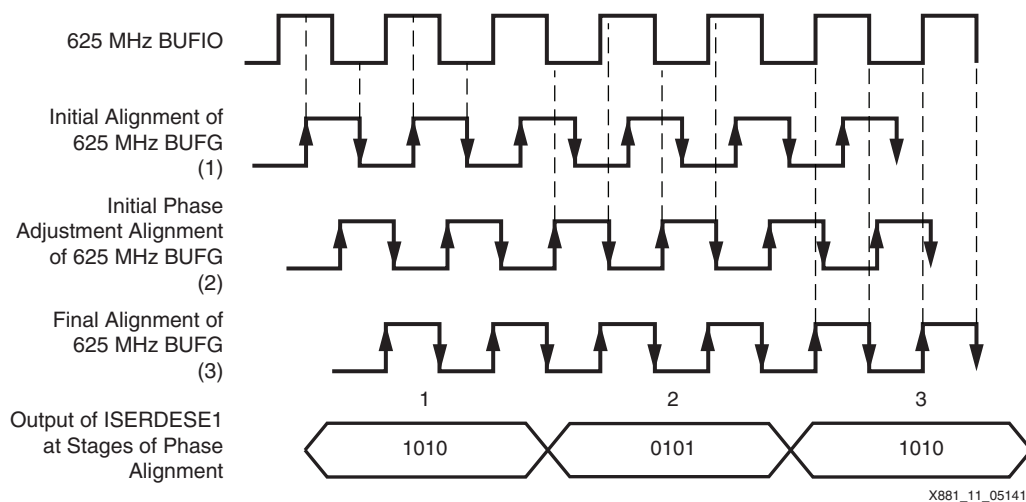 625 MHz BUFIO
Initial Alignment of
625 MHz BUFG
(1)
Initial Phase
Adjustment Alignment
of 625 MHz BUFG
(2)
Final Alignment of
625 MHz BUFG
(3)
1 2 3
Output of ISERDESE1
at Stages of Phase
Alignment
1010 0101 1010
X881_11_05141